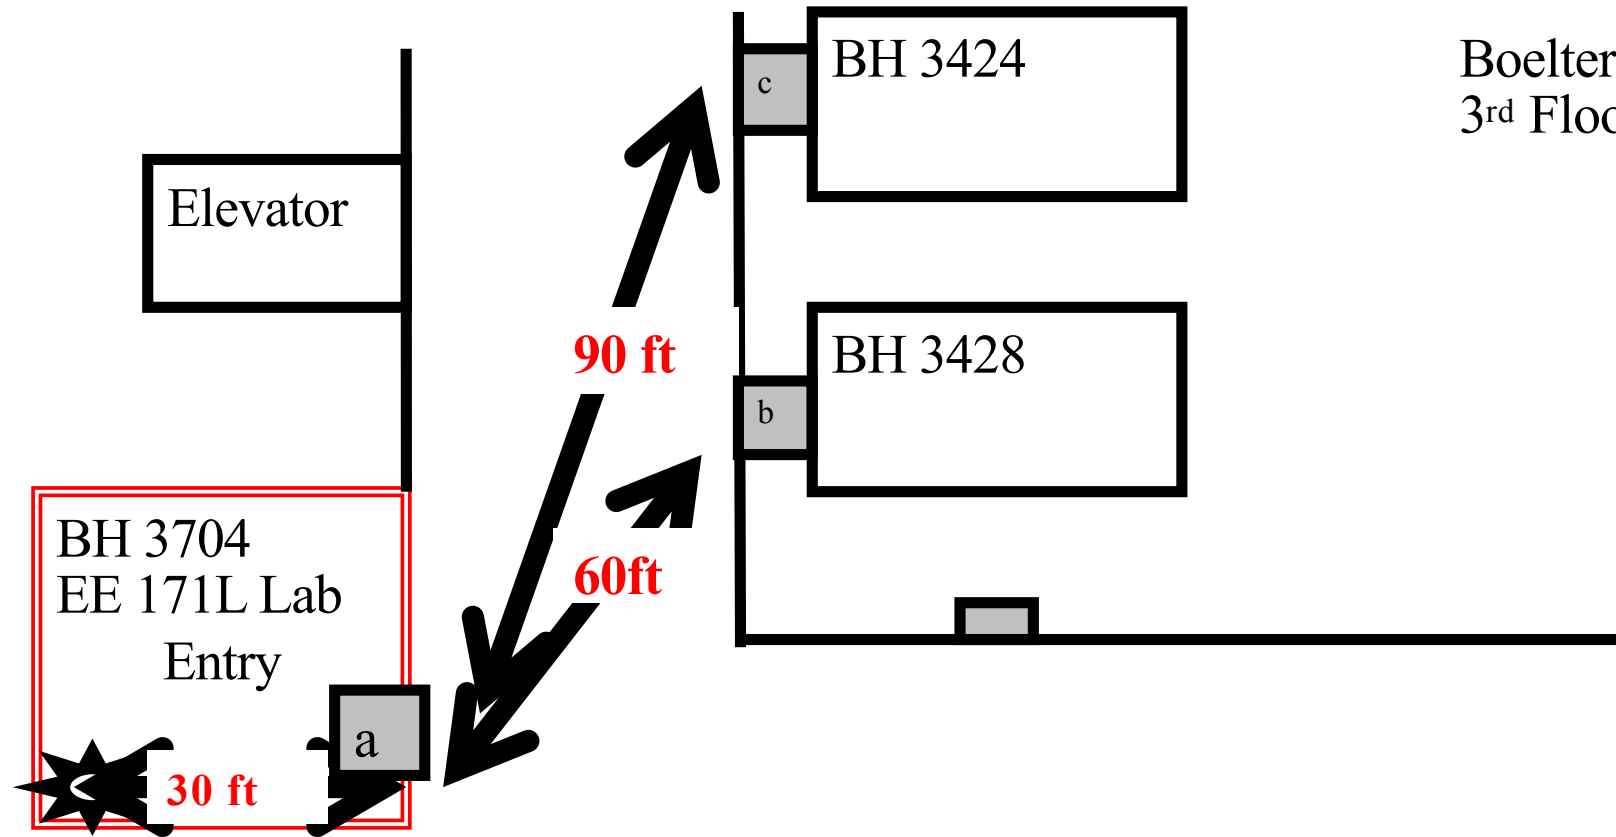 BH 3424
c
Boelter
3rd Floo
Elevator
90 ft
BH 3428
b
BH 3704
EE 171L Lab
Entry
60ft
a
30 ft